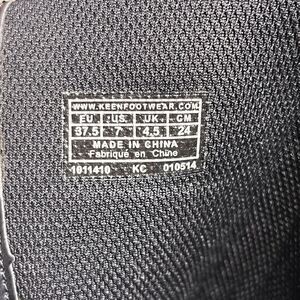 WWW.KEENFOOTWEAR.COM
EU US UK CM
37.5 7 4.5 24
MADE IN CHINA
Fabriqué en Chine
1011410 KC 010514